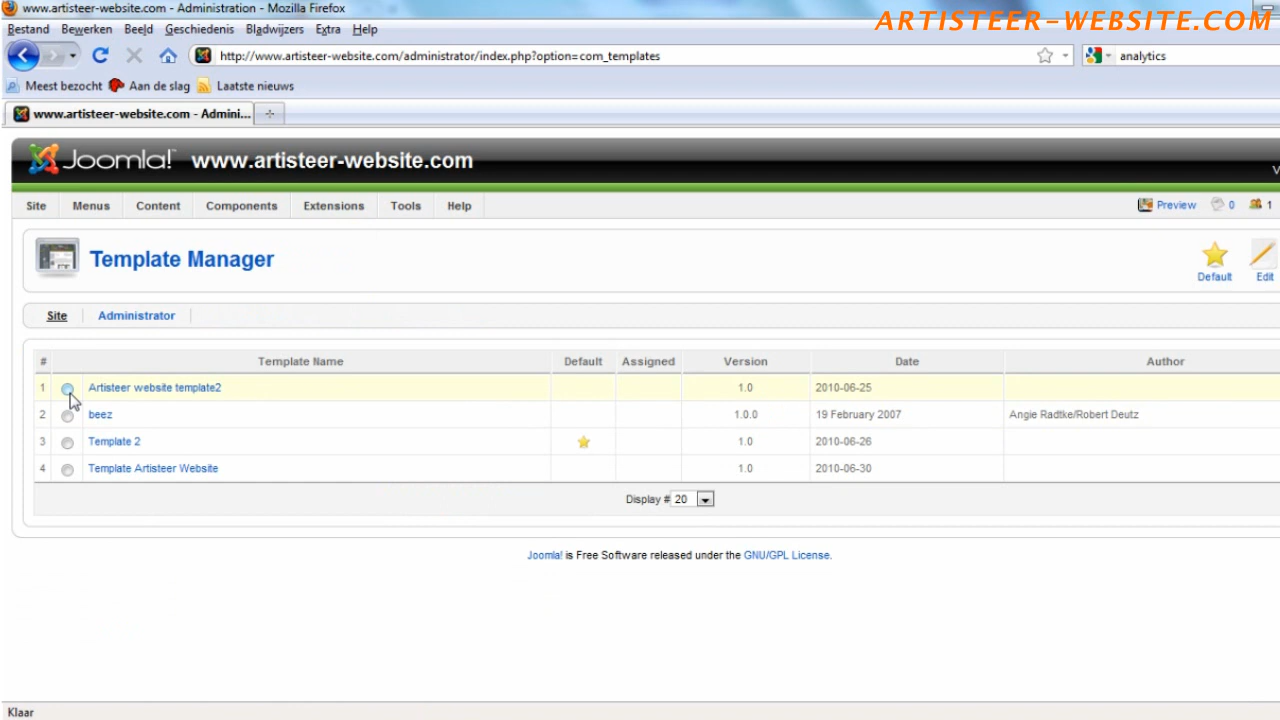 www.artisteer-website.com - Administration - Mozilla Firefox
ARTISTEER-WEBSITE.COM
Bestand Bewerken Beeld Geschiedenis Bladwijzers Extra Help
http://www.artisteer-website.com/administrator/index.php?option=com_templates analytics
Meest bezocht Aan de slag Laatste nieuws
www.artisteer-website.com - Admini...
Joomla! www.artisteer-website.com
V
Site Menus Content Components Extensions Tools Help Preview 0 1
Template Manager
Default Edit
Site Administrator
# Template Name Default Assigned Version Date Author
1 Artisteer website template2 1.0 2010-06-25
2 beez 1.0.0 19 February 2007 Angie Radtke/Robert Deutz
3 Template 2 1.0 2010-06-26
4 Template Artisteer Website 1.0 2010-06-30
Display # 20
Joomla! is Free Software released under the GNU/GPL License.
Klaar